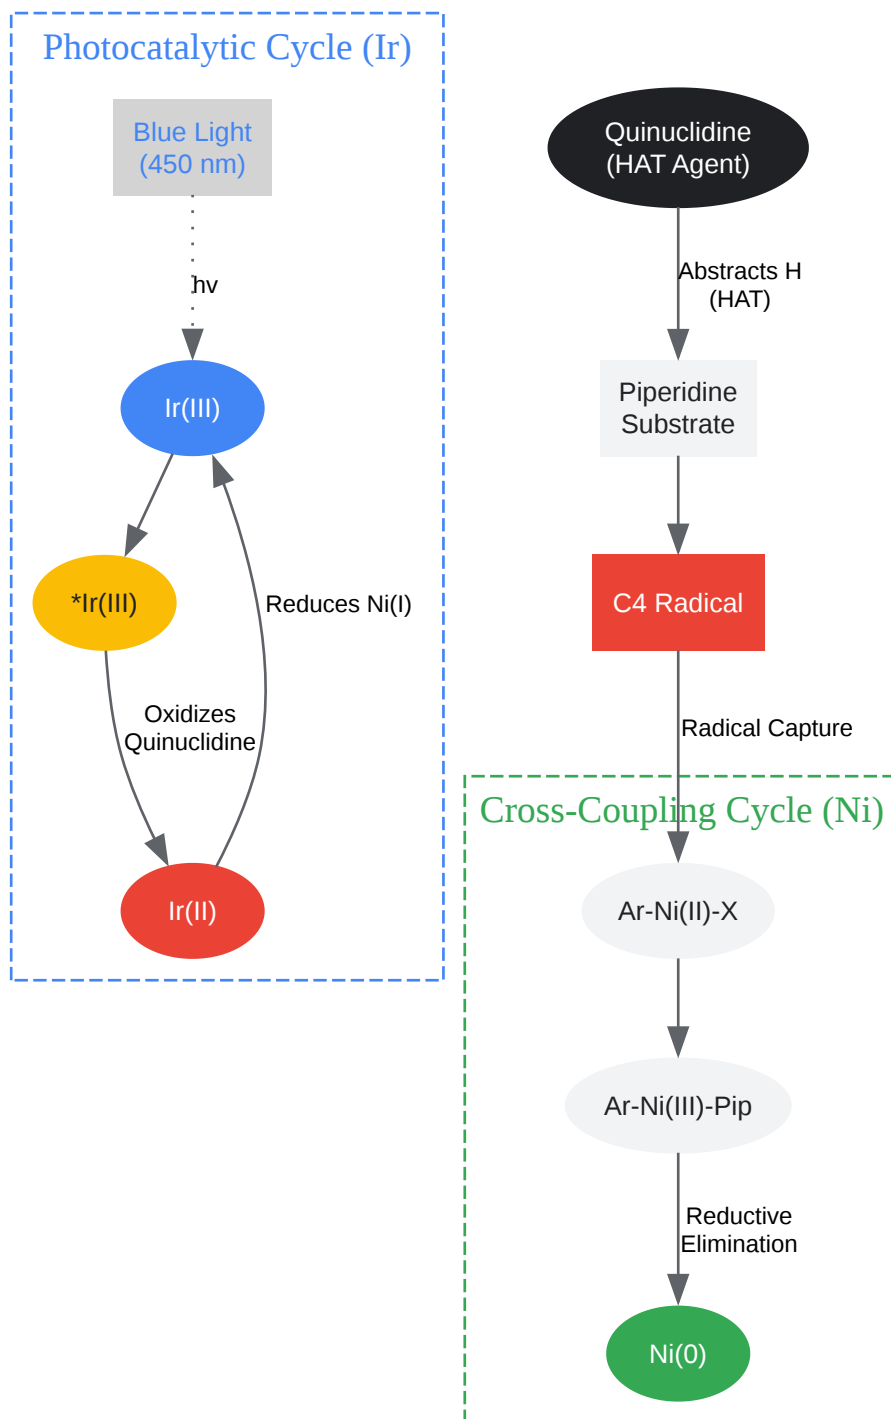 Photocatalytic Cycle (Ir)
Blue Light
(450 nm)
hv
Ir(III)
*Ir(III)
Reduces Ni(I)
Oxidizes
Quinuclidine
Ir(II)
Quinuclidine
(HAT Agent)
Abstracts H
(HAT)
Piperidine
Substrate
C4 Radical
Radical Capture
Cross-Coupling Cycle (Ni)
Ar-Ni(II)-X
Ar-Ni(III)-Pip
Reductive
Elimination
Ni(0)